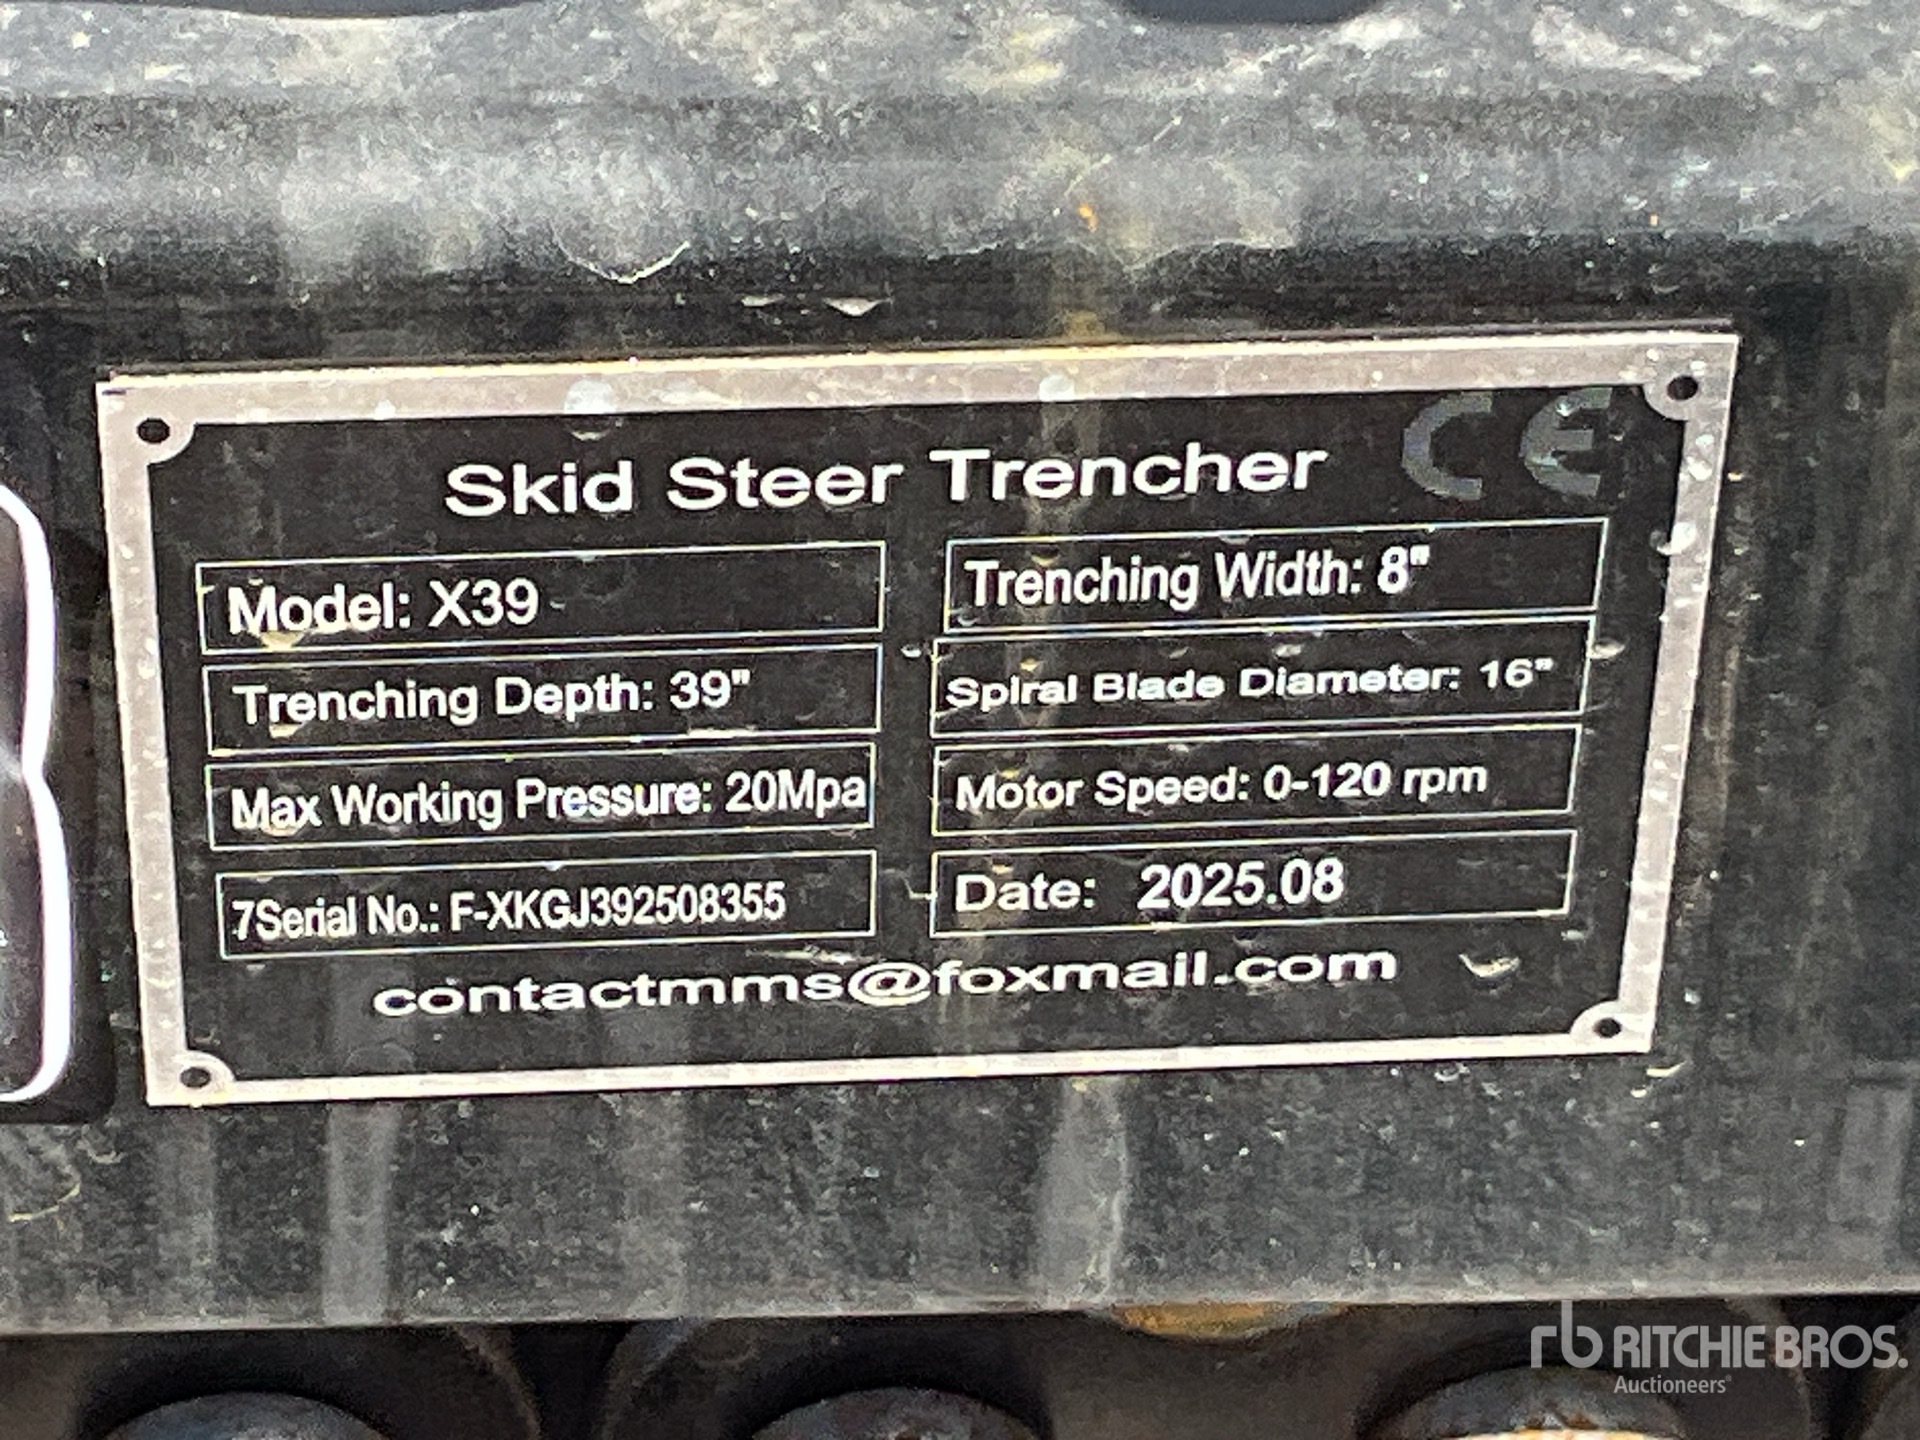 Skid Steer Trencher CE
Model: X39
Trenching Width: 8"
Trenching Depth: 39"
Spiral Blade Diameter: 16"
Max Working Pressure: 20Mpa
Motor Speed: 0-120 rpm
7Serial No.: F-XKGJ392508355
Date: 2025.08
contactmms@foxmail.com
rb RITCHIE BROS.
Auctioneers®